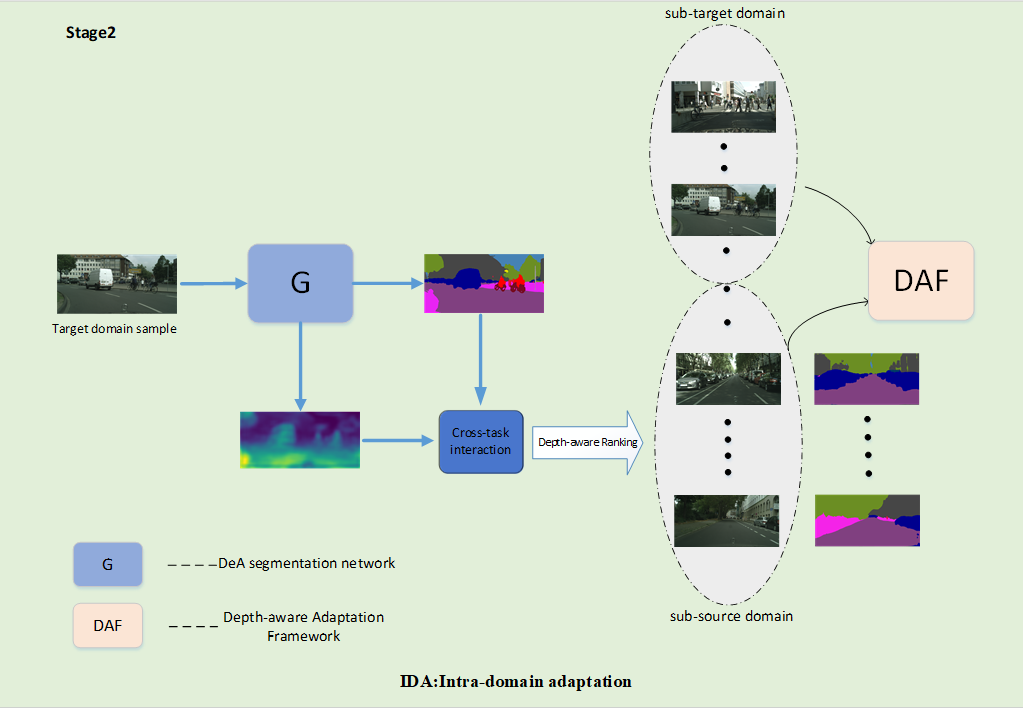 sub-target domain
Stage2
G
DAF
Target domain sample
Cross-task
interaction
Depth-aware Ranking
G
----DeA segmentation network
DAF
----Depth-aware Adaptation
Framework
sub-source domain
IDA:Intra-domain adaptation